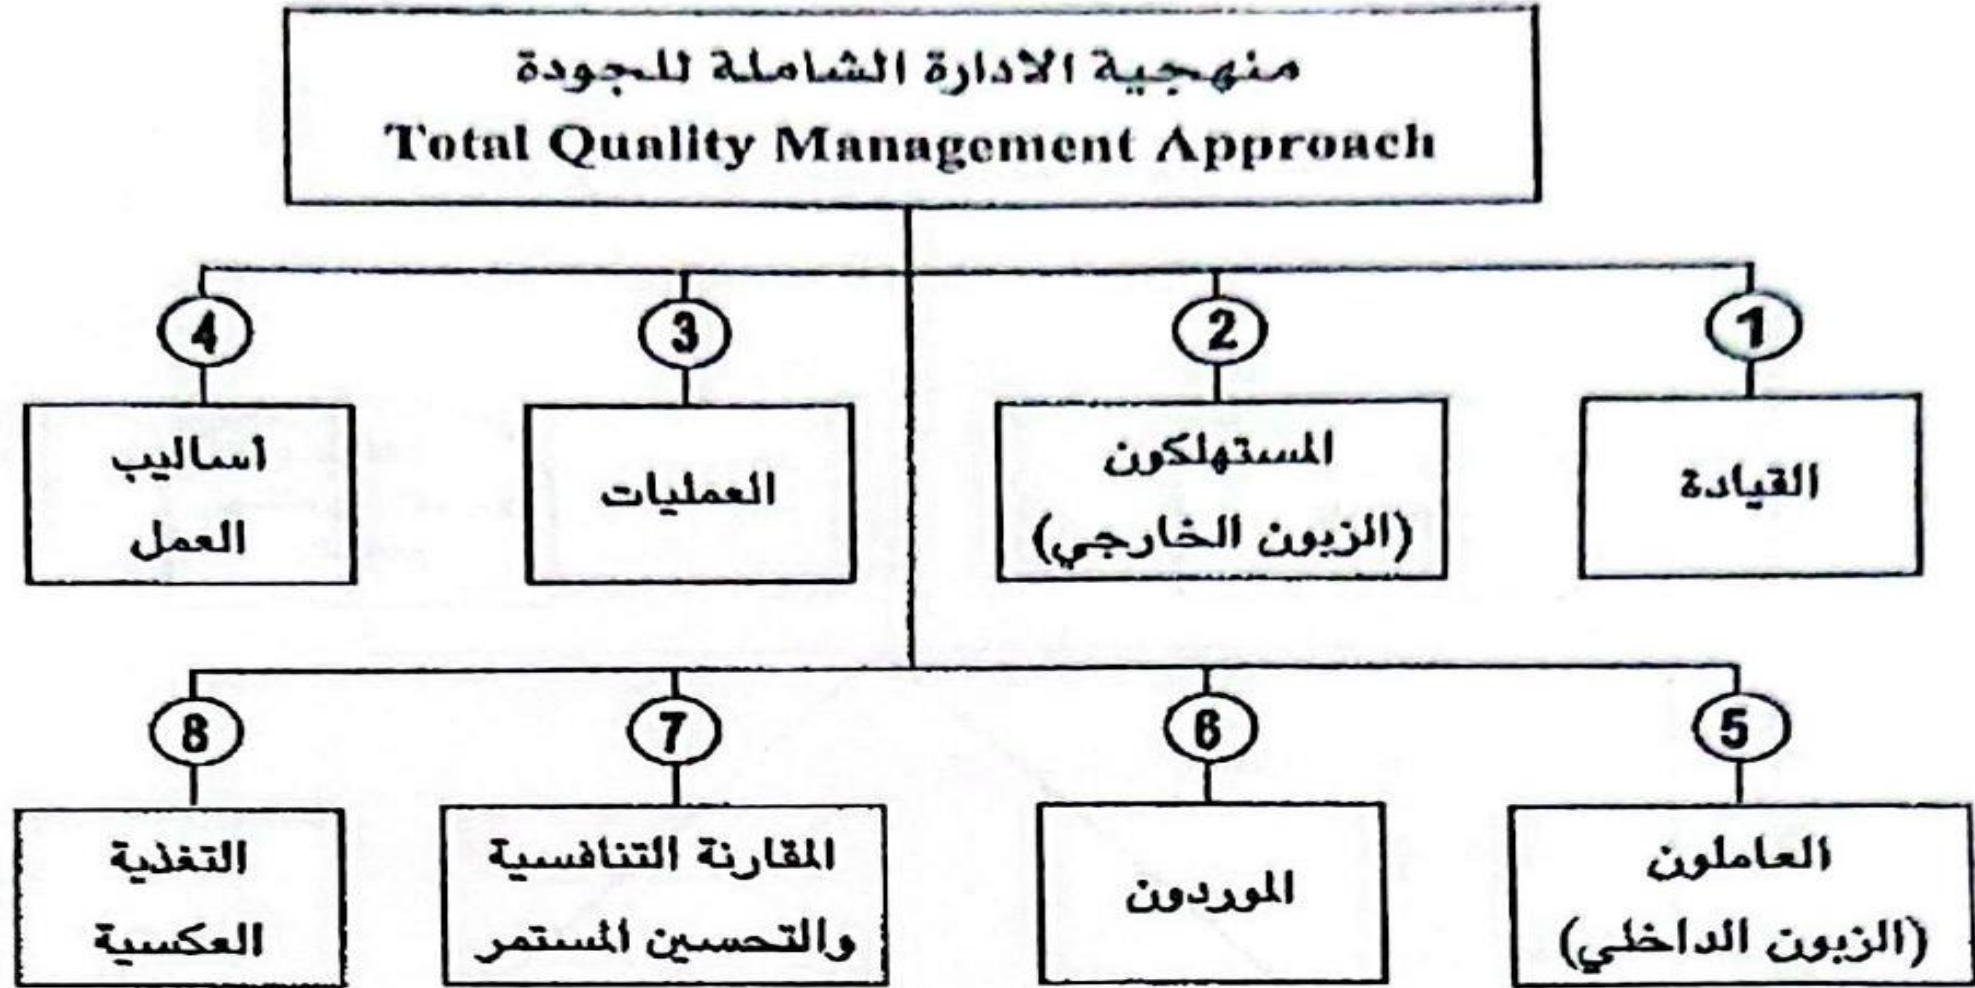 منهجية الادارة الشاملة للجودة
Total Quality Management Approach
1
2
3
4
القيادة
المستهلكون
(الزبون الخارجي)
العمليات
أساليب
العمل
5
6
7
8
العاملون
(الزبون الداخلي)
الموردون
المقارنة التنافسية
والتحسين المستمر
التغذية
العكسية